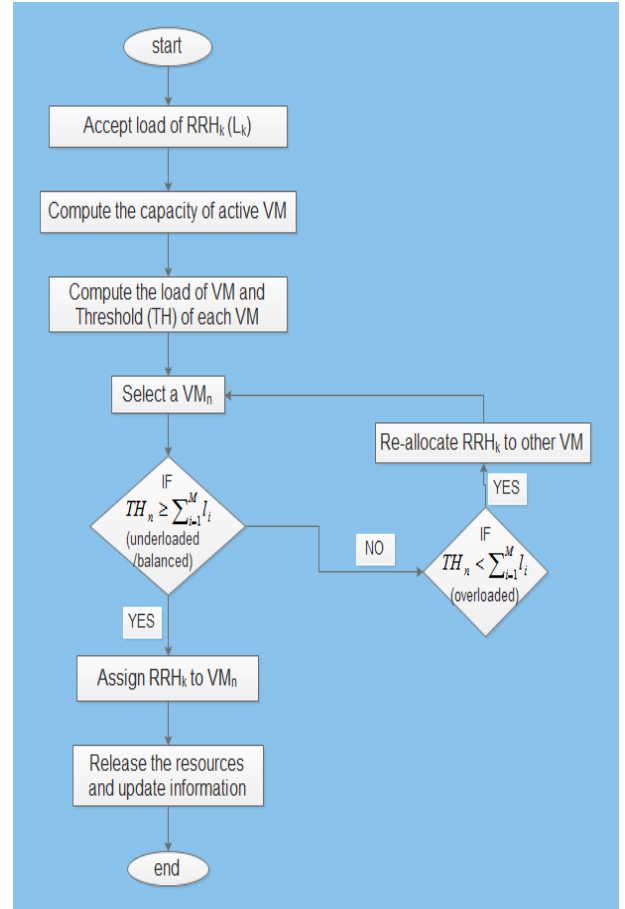 start
Accept load of RRHk (Lk)
Compute the capacity of active VM
Compute the load of VM and
Threshold (TH) of each VM
Select a VMn
Re-allocate RRHk to other VM
IF
THn ≥ ∑i=1M li
(underloaded
/balanced)
NO
YES
IF
THn < ∑i=1M li
(overloaded)
YES
Assign RRHk to VMn
Release the resources
and update information
end